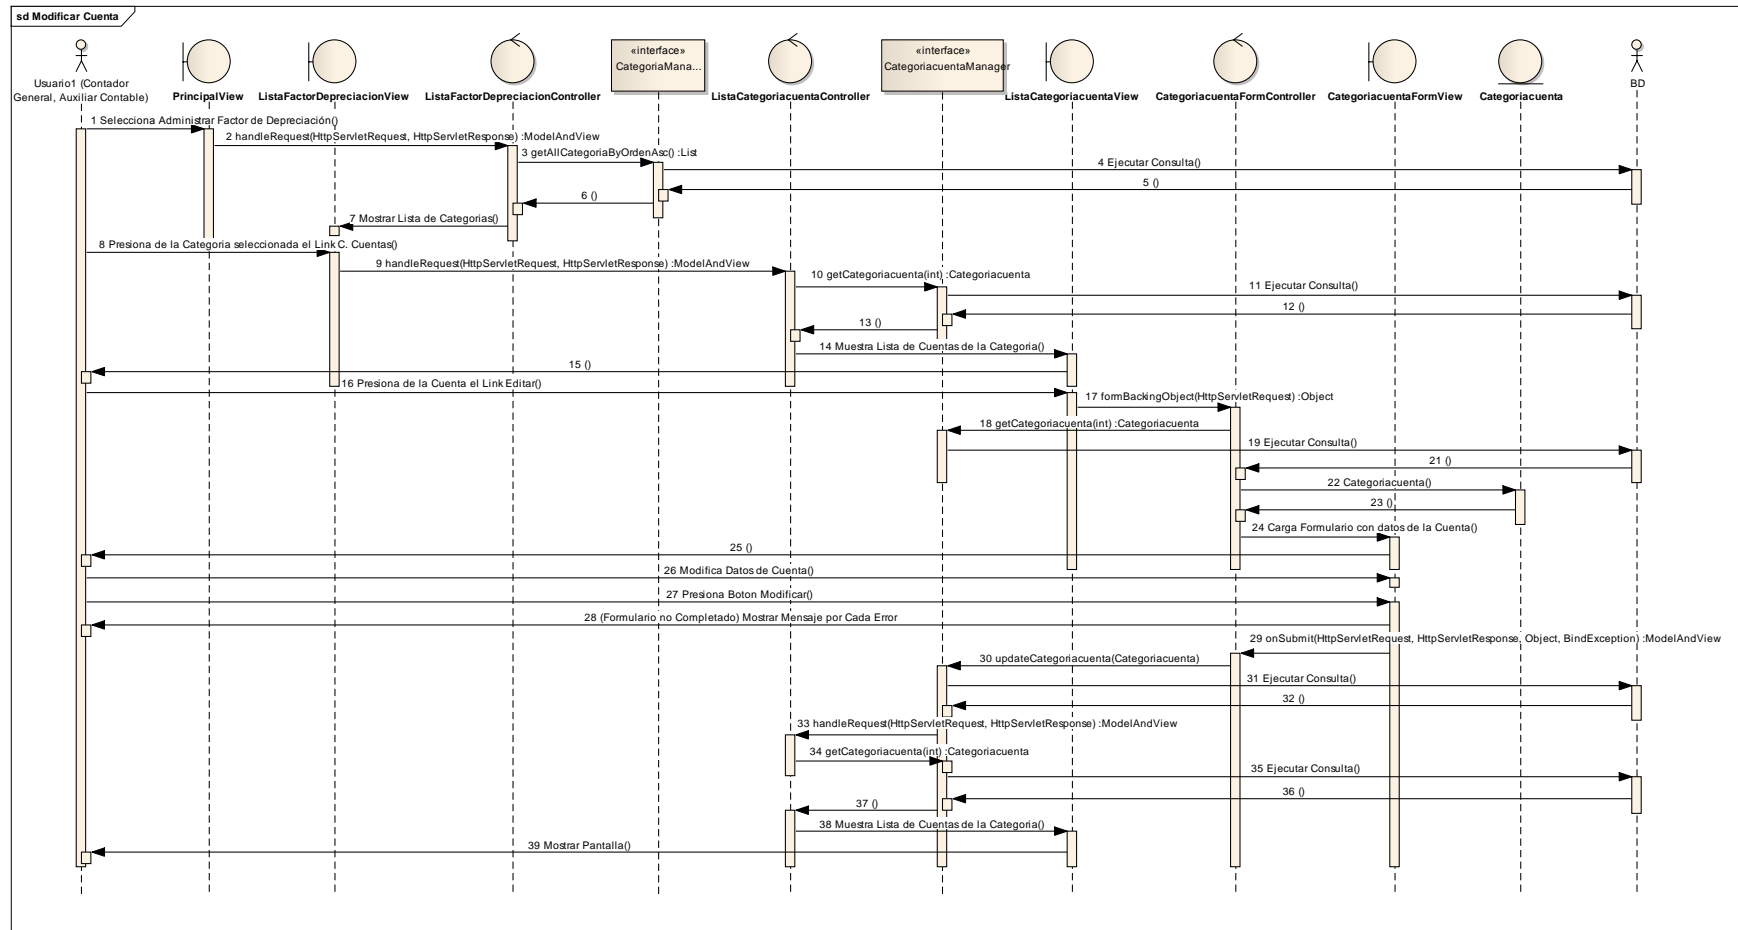 sd Modificar Cuenta
«interface»
«interface»
CategoriaMana...
CategoriacuentaManager
Usuario1 (Contador
General, Auxiliar Contable)
BD
PrincipalView
ListaFactorDepreciacionView
ListaFactorDepreciacionController
ListaCategoriacuentaController
ListaCategoriacuentaView
CategoriacuentaFormController
CategoriacuentaFormView
Categoriacuenta
1 Selecciona Administrar Factor de Depreciación()
2 handleRequest(HttpServletRequest, HttpServletResponse) :ModelAndView
3 getAllCategoriaByOrdenAsc() :List
4 Ejecutar Consulta()
5 ()
6 ()
7 Mostrar Lista de Categorias()
8 Presiona de la Categoria seleccionada el Link C. Cuentas()
9 handleRequest(HttpServletRequest, HttpServletResponse) :ModelAndView
10 getCategoriacuenta(int) :Categoriacuenta
11 Ejecutar Consulta()
12 ()
13 ()
14 Muestra Lista de Cuentas de la Categoria()
15 ()
16 Presiona de la Cuenta el Link Editar()
17 formBackingObject(HttpServletRequest) :Object
18 getCategoriacuenta(int) :Categoriacuenta
19 Ejecutar Consulta()
21 ()
22 Categoriacuenta()
23 ()
24 Carga Formulario con datos de la Cuenta()
25 ()
26 Modifica Datos de Cuenta()
27 Presiona Boton Modificar()
28 (Formulario no Completado) Mostrar Mensaje por Cada Error
29 onSubmit(HttpServletRequest, HttpServletResponse, Object, BindException) :ModelAndView
30 updateCategoriacuenta(Categoriacuenta)
31 Ejecutar Consulta()
32 ()
33 handleRequest(HttpServletRequest, HttpServletResponse) :ModelAndView
34 getCategoriacuenta(int) :Categoriacuenta
35 Ejecutar Consulta()
36 ()
37 ()
38 Muestra Lista de Cuentas de la Categoria()
39 Mostrar Pantalla()